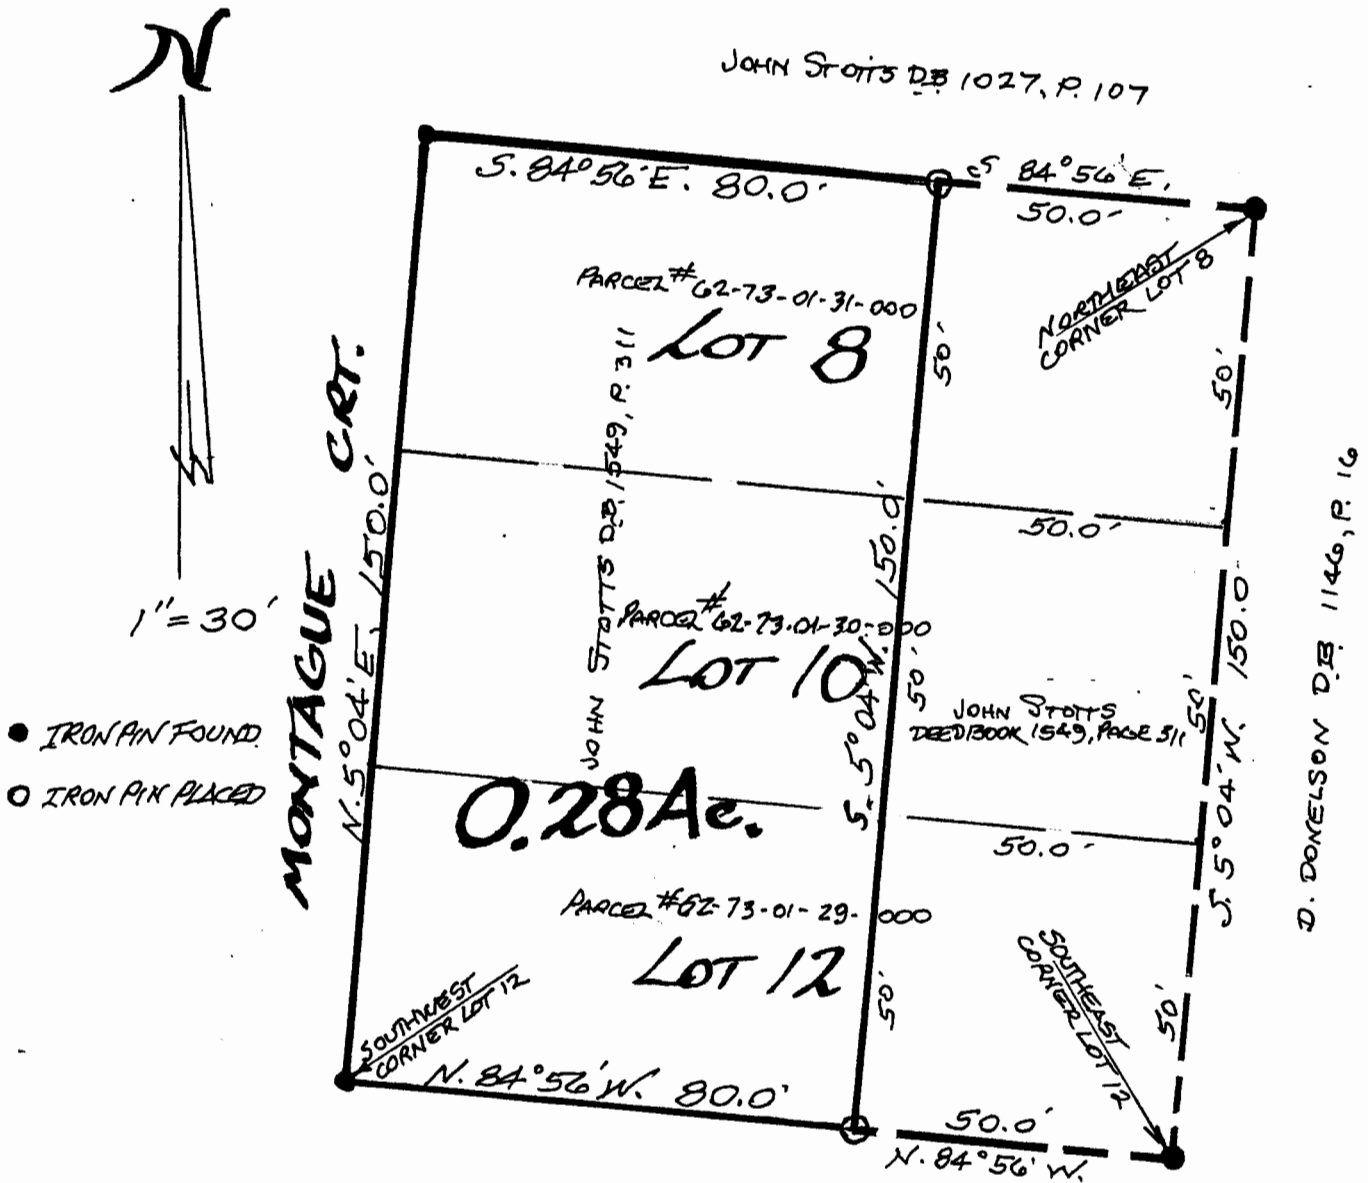 N
JOHN STOTTS DB 1027, P. 107
S. 84°56'E. 80.0'
S 84°56'E.
50.0'
NORTHEAST
CORNER LOT 8
PARCEL # 62-73-01-31-000
LOT 8
50'
50'
JOHN STOTTS D.B. 1549, P. 311
MONTAGUE CRT.
N. 5°04'E. 150.0'
1" = 30'
● IRON PIN FOUND.
○ IRON PIN PLACED
50.0'
PARCEL # 62-73-01-30-000
LOT 10
S. 5°04'W. 150.0'
50'
JOHN STOTTS
DEED BOOK 1549, PAGE 311
50'
S. 5°04'W. 150.0
D. DONELSON DB 1146, P. 16
0.28 Ac.
50.0'
PARCEL # 62-73-01-29-000
LOT 12
50'
50'
SOUTHWEST
CORNER LOT 12
SOUTHEAST
CORNER LOT 12
N. 84°56'W. 80.0'
50.0'
N. 84°56' W.